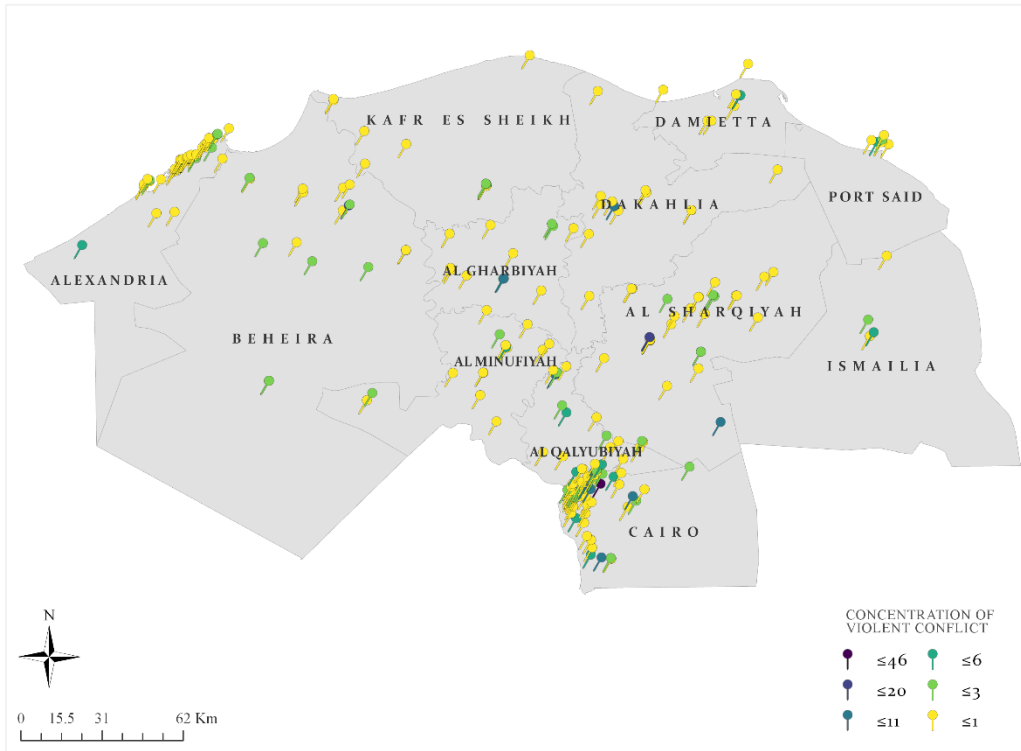 KAFR ES SHEIKH
DAMIETTA
DAKAHLIA
PORT SAID
ALEXANDRIA
AL GHARBIYAH
AL SHARQIYAH
BEHEIRA
AL MINUFIYAH
ISMAILIA
AL QALYUBIYAH
CAIRO
N
0 15.5 31 62 Km
CONCENTRATION OF
VIOLENT CONFLICT
≤46 ≤6
≤20 ≤3
≤11 ≤1